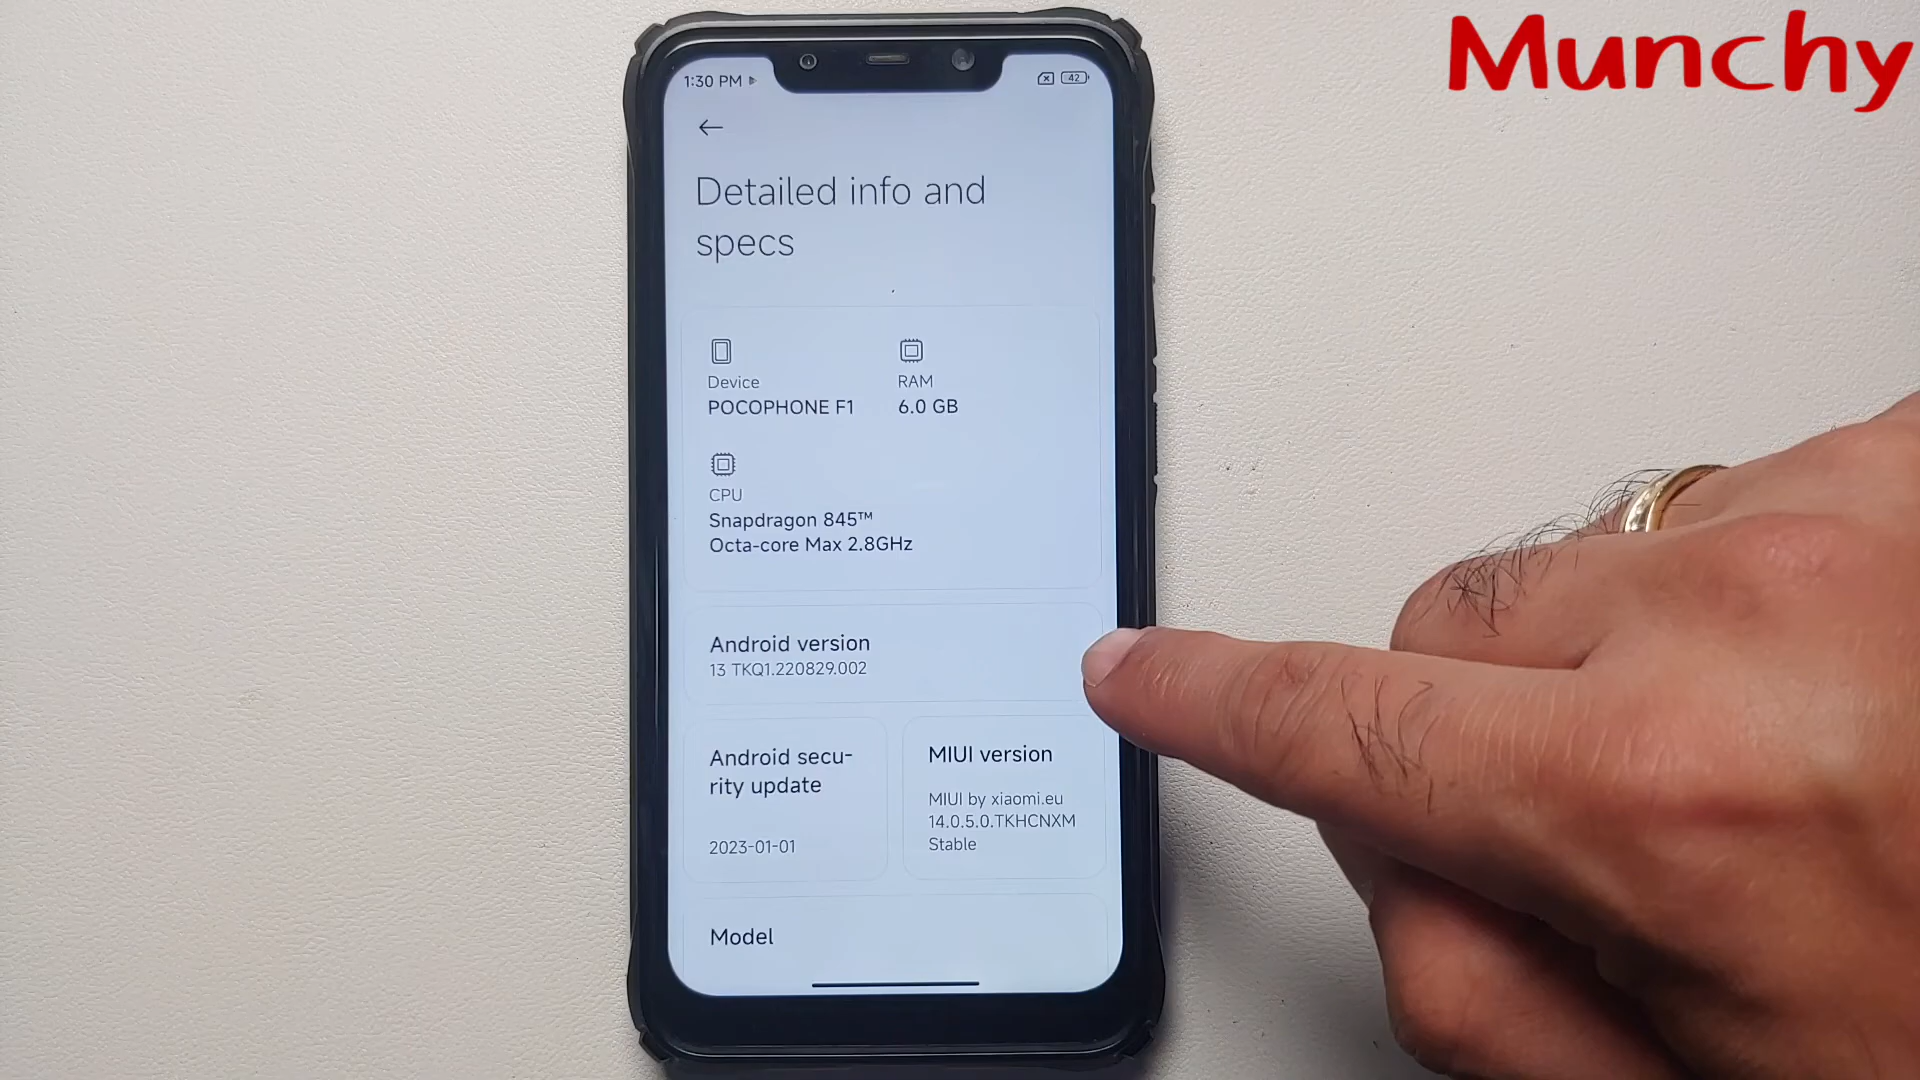 Munchy
1:30 PM
42
Detailed info and
specs
Device
POCOPHONE F1
RAM
6.0 GB
CPU
Snapdragon 845™
Octa-core Max 2.8GHz
Android version
13 TKQ1.220829.002
Android secu-
rity update
2023-01-01
MIUI version
MIUI by xiaomi.eu
14.0.5.0.TKHCNXM
Stable
Model